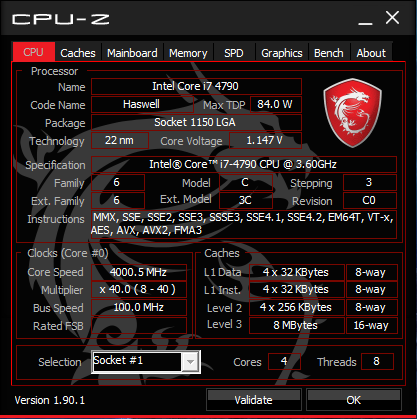 CPU-Z
CPU Caches Mainboard Memory SPD Graphics Bench About
Processor
Name Intel Core i7 4790
Code Name Haswell Max TDP 84.0 W
Package Socket 1150 LGA
Technology 22 nm Core Voltage 1.147 V
Specification Intel® Core™ i7-4790 CPU @ 3.60GHz
Family 6 Model C Stepping 3
Ext. Family 6 Ext. Model 3C Revision C0
Instructions MMX, SSE, SSE2, SSE3, SSSE3, SSE4.1, SSE4.2, EM64T, VT-x,
AES, AVX, AVX2, FMA3
Clocks (Core #0)
Core Speed 4000.5 MHz
Multiplier x 40.0 ( 8 - 40 )
Bus Speed 100.0 MHz
Rated FSB
Caches
L1 Data 4 x 32 KBytes 8-way
L1 Inst. 4 x 32 KBytes 8-way
Level 2 4 x 256 KBytes 8-way
Level 3 8 MBytes 16-way
Selection Socket #1 Cores 4 Threads 8
Version 1.90.1 Validate OK